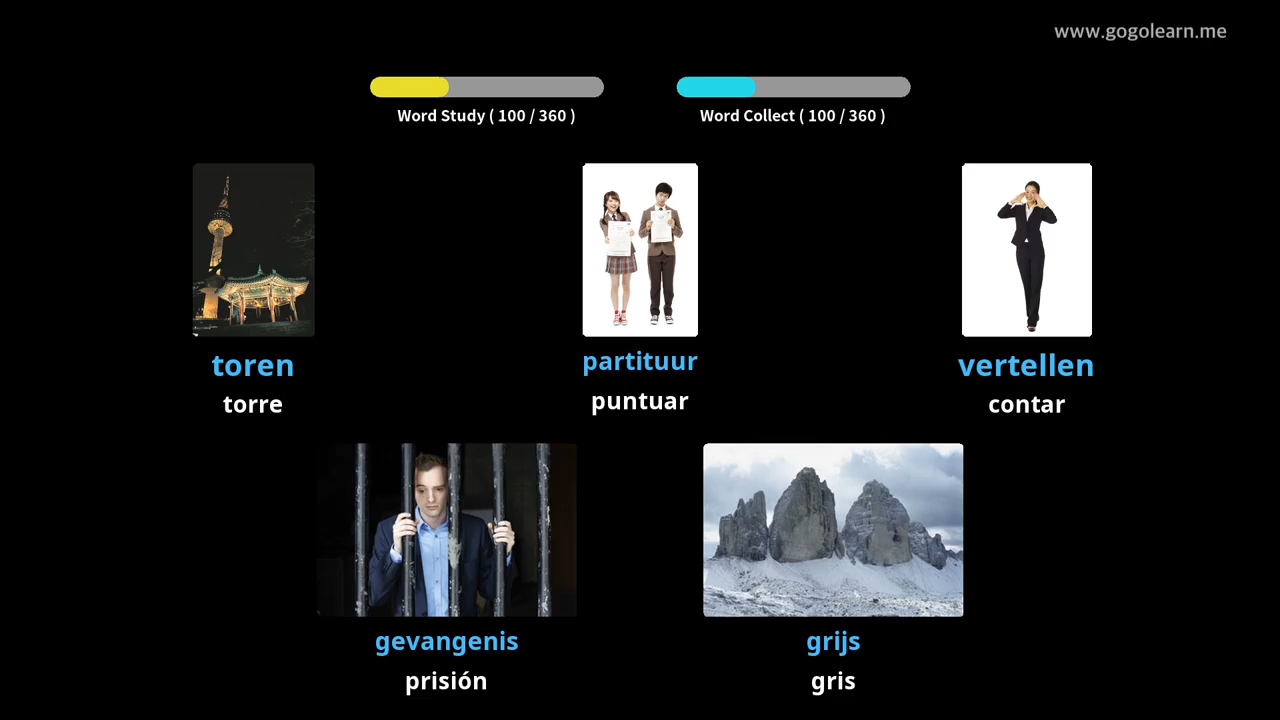 www.gogolearn.me
Word Study ( 100 / 360 )
Word Collect ( 100 / 360 )
toren
torre
partituur
puntuar
vertellen
contar
gevangenis
prisión
grijs
gris